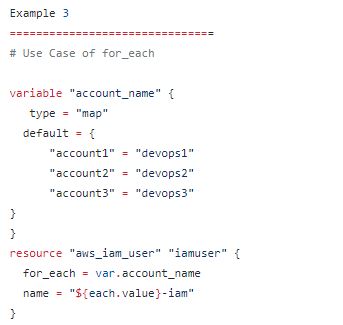 Example 3
===============================
# Use Case of for_each

variable "account_name" {
   type = "map"
  default = {
      "account1" = "devops1"
      "account2" = "devops2"
      "account3" = "devops3"
}
}
resource "aws_iam_user" "iamuser" {
  for_each = var.account_name
  name = "${each.value}-iam"
}